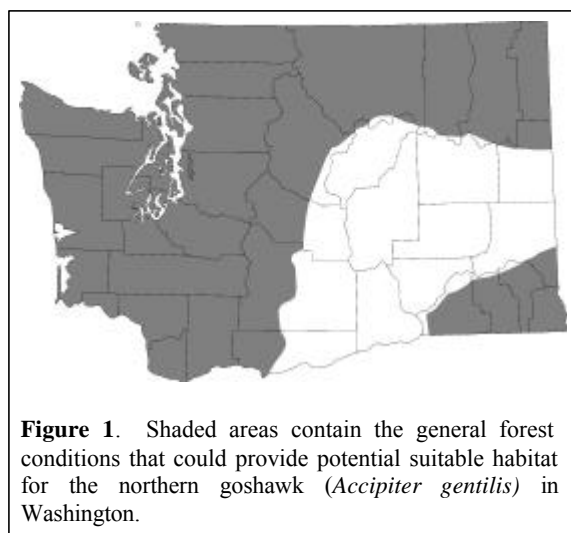 Figure 1. Shaded areas contain the general forest
conditions that could provide potential suitable habitat
for the northern goshawk (Accipiter gentilis) in
Washington.